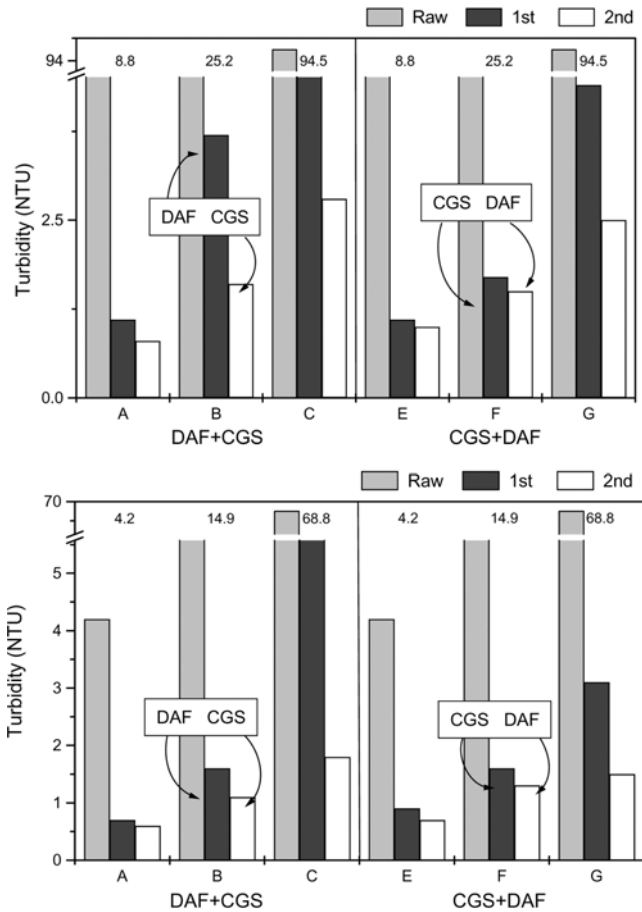 Raw 1st 2nd
94
8.8 25.2 94.5 8.8 25.2 94.5
Turbidity (NTU)
2.5
DAF CGS
CGS DAF
0.0
A B C E F G
DAF+CGS CGS+DAF
Raw 1st 2nd
70
4.2 14.9 68.8 4.2 14.9 68.8
Turbidity (NTU)
5
4
3
DAF CGS
CGS DAF
2
1
0
A B C E F G
DAF+CGS CGS+DAF